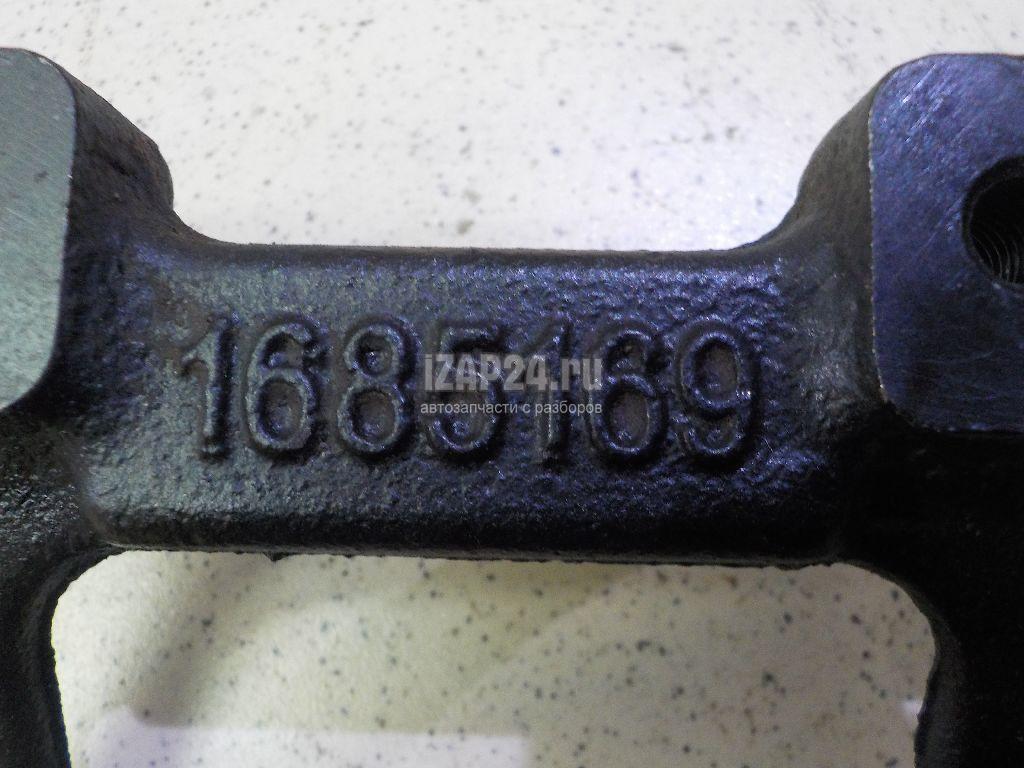 1685169
iZAP24.ru
автозапчасти с разборов